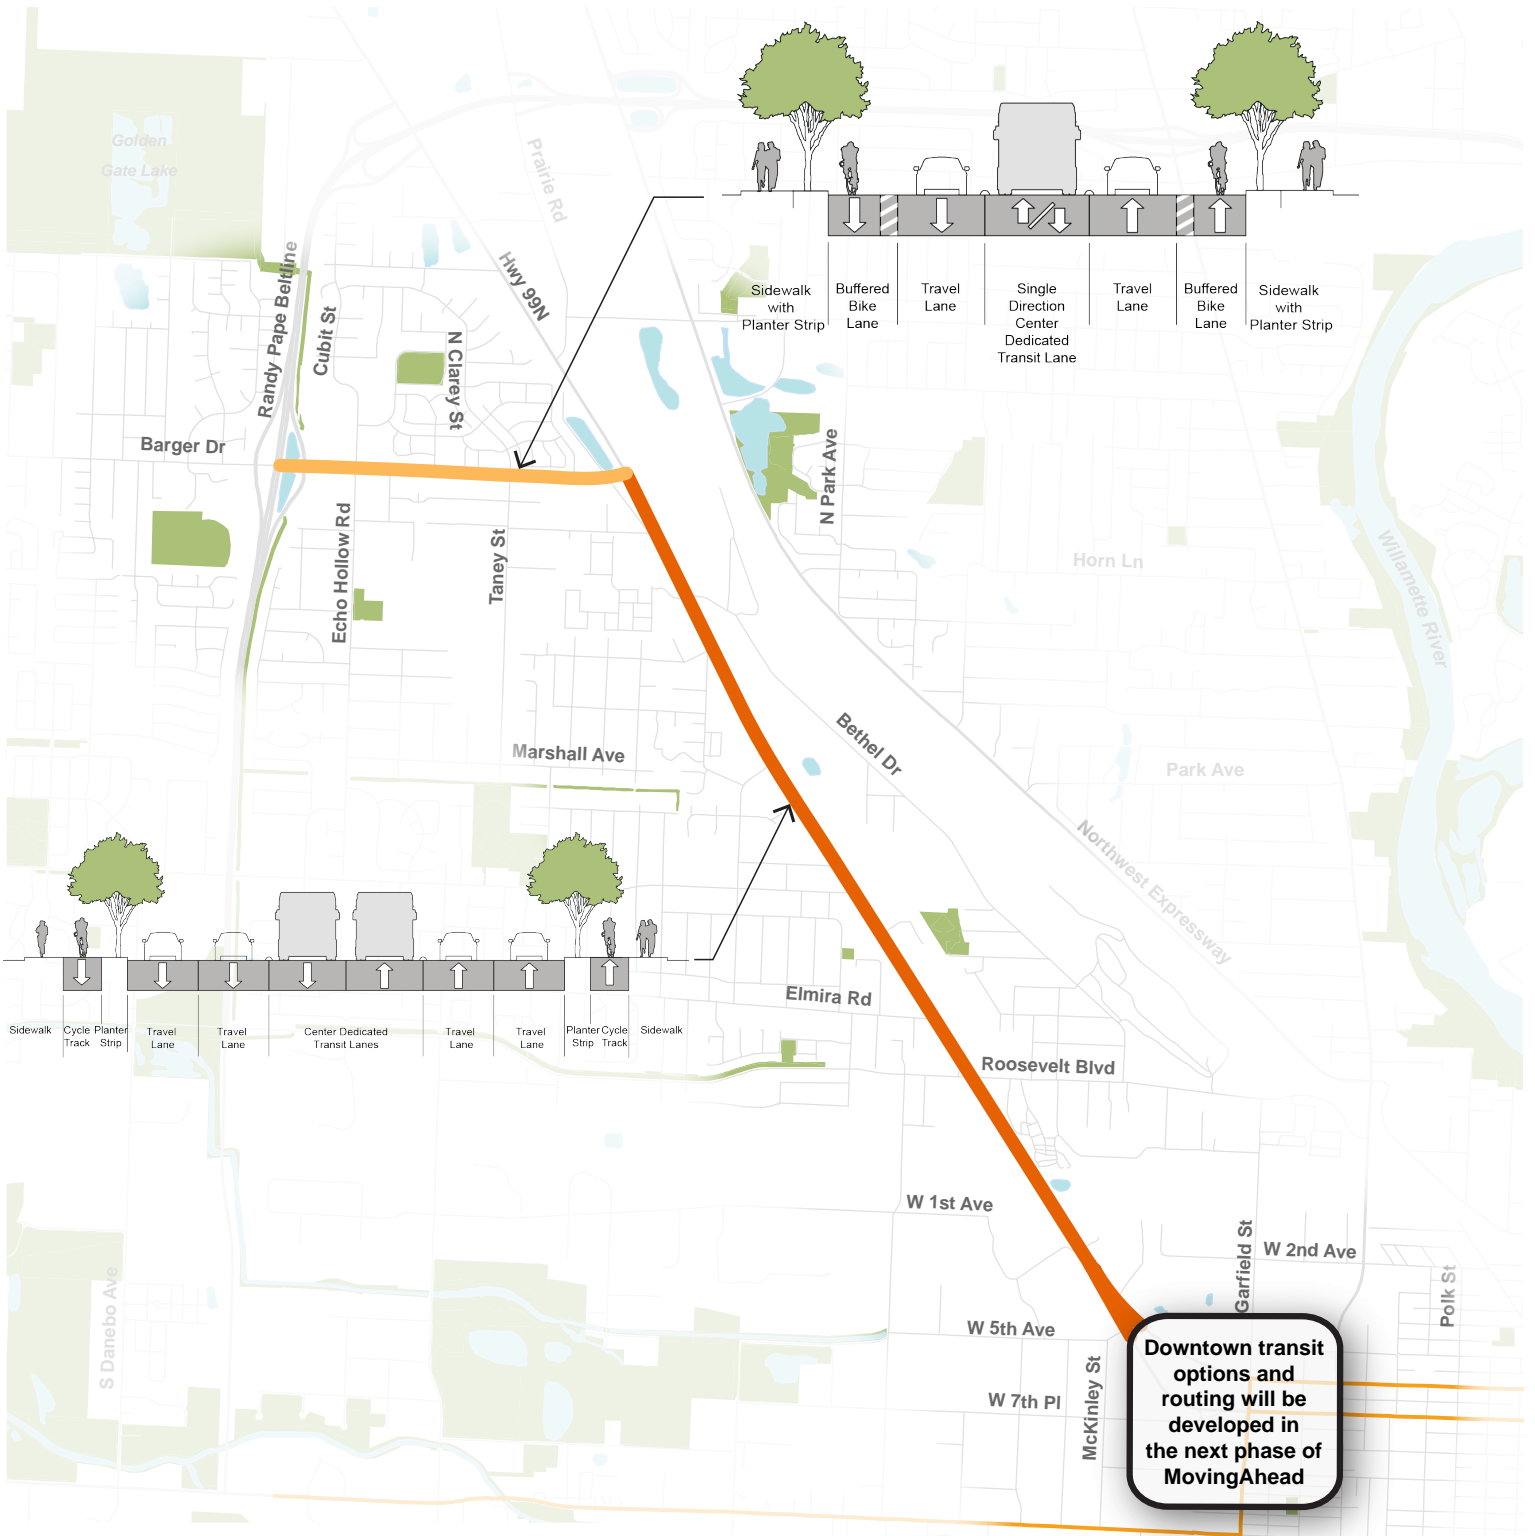 Golden
Gate Lake
Prairie Rd
Hwy 99N
Randy Pape Beltline
Cubit St
N Clarey St
Barger Dr
Echo Hollow Rd
Taney St
N Park Ave
Horn Ln
Willamette River
Sidewalk
with
Planter Strip
Buffered
Bike
Lane
Travel
Lane
Single
Direction
Center
Dedicated
Transit Lane
Travel
Lane
Buffered
Bike
Lane
Sidewalk
with
Planter Strip
Marshall Ave
Bethel Dr
Park Ave
Northwest Expressway
Sidewalk
Cycle
Track
Planter
Strip
Travel
Lane
Travel
Lane
Center Dedicated
Transit Lanes
Travel
Lane
Travel
Lane
Planter
Strip
Cycle
Track
Sidewalk
Elmira Rd
Roosevelt Blvd
W 1st Ave
W 2nd Ave
Garfield St
Polk St
S Danebo Ave
W 5th Ave
W 7th Pl
McKinley St
Downtown transit
options and
routing will be
developed in
the next phase of
MovingAhead